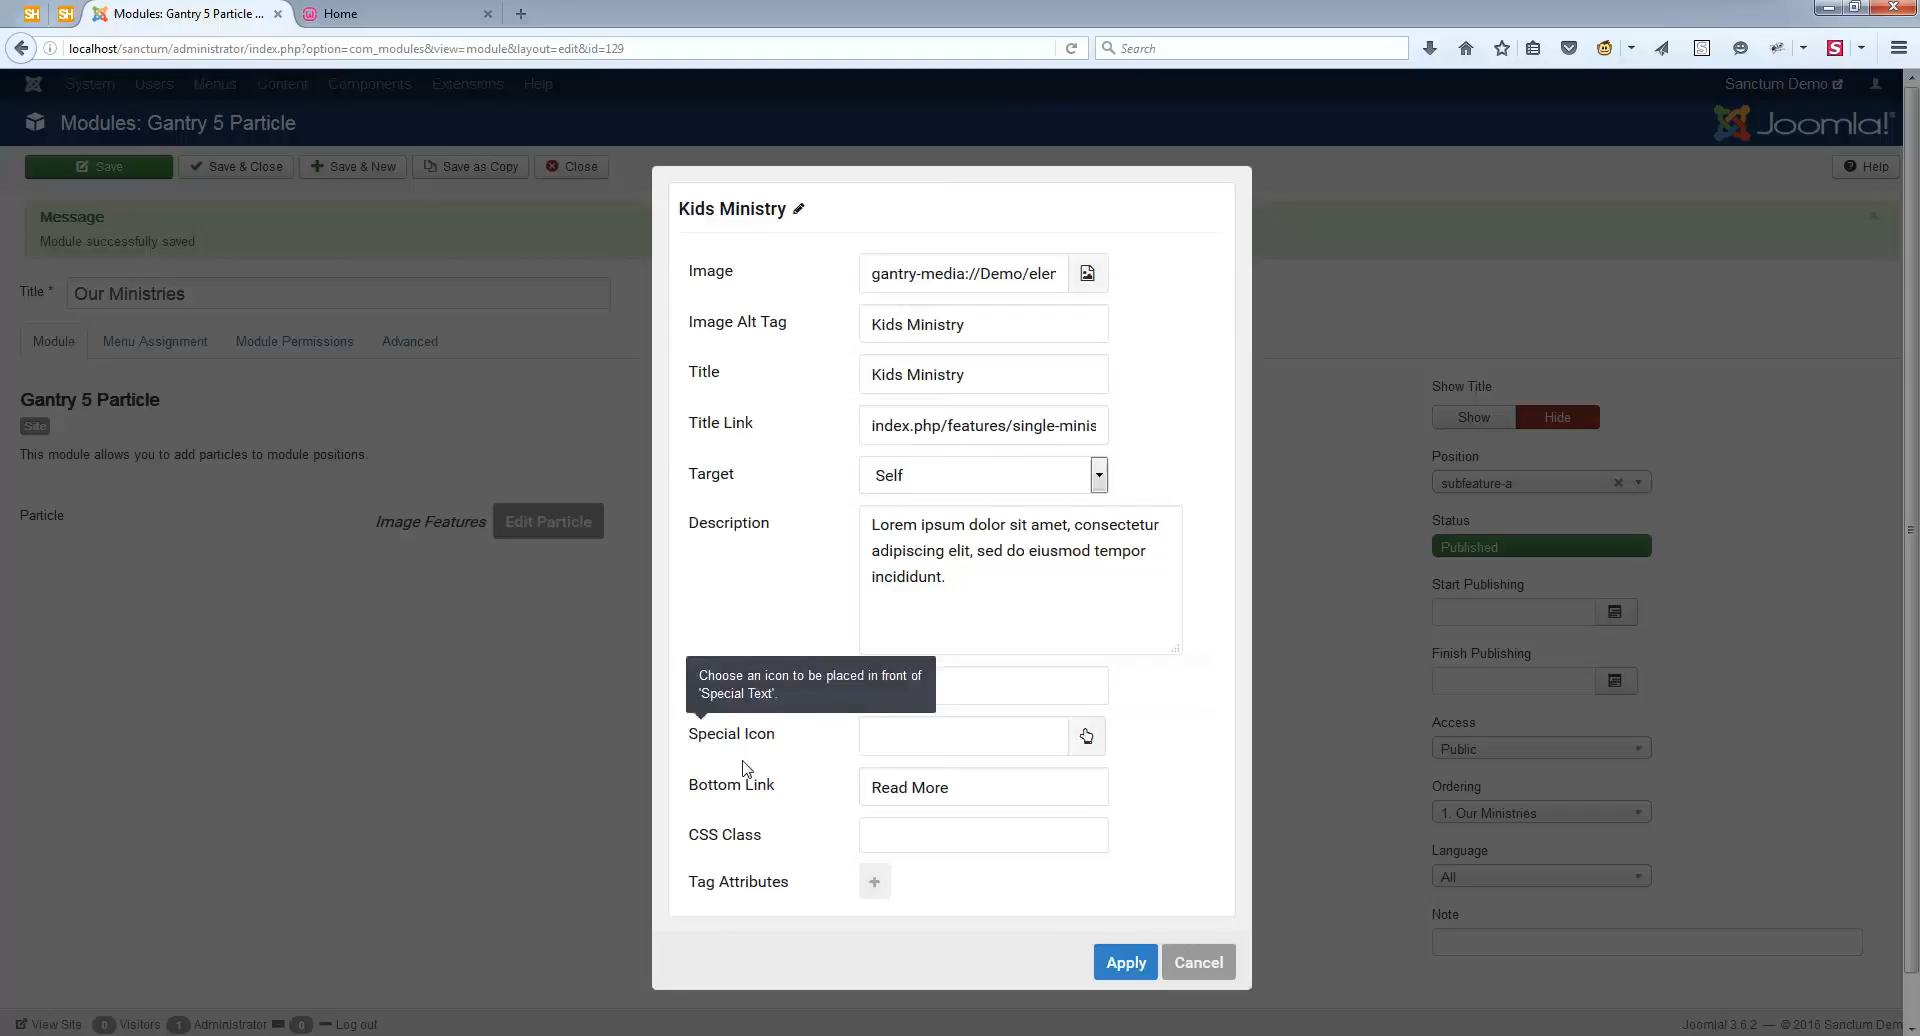 SH
SH
Modules: Gantry 5 Particle ...
Home
localhost/sanctum/administrator/index.php?option=com_modules&view=module&layout=edit&id=129
Search
System Users Menus Content Components Extensions Help
Sanctum Demo
Modules: Gantry 5 Particle
Joomla!
Save
Save & Close
Save & New
Save as Copy
Close
Help
Message
Module successfully saved
Title *
Our Ministries
Module
Menu Assignment
Module Permissions
Advanced
Gantry 5 Particle
Site
This module allows you to add particles to module positions.
Particle
Image Features
Edit Particle
Kids Ministry
Image
gantry-media://Demo/eler
Image Alt Tag
Kids Ministry
Title
Kids Ministry
Title Link
index.php/features/single-minis
Target
Self
Description
Lorem ipsum dolor sit amet, consectetur
adipiscing elit, sed do eiusmod tempor
incididunt.
Choose an icon to be placed in front of
'Special Text'.
Special Icon
Bottom Link
Read More
CSS Class
Tag Attributes
+
Apply
Cancel
Show Title
Show
Hide
Position
subfeature-a
Status
Published
Start Publishing
Finish Publishing
Access
Public
Ordering
1. Our Ministries
Language
All
Note
View Site
0 Visitors
1 Administrator
0
Log out
Joomla! 3.6.2 — © 2016 Sanctum Dem